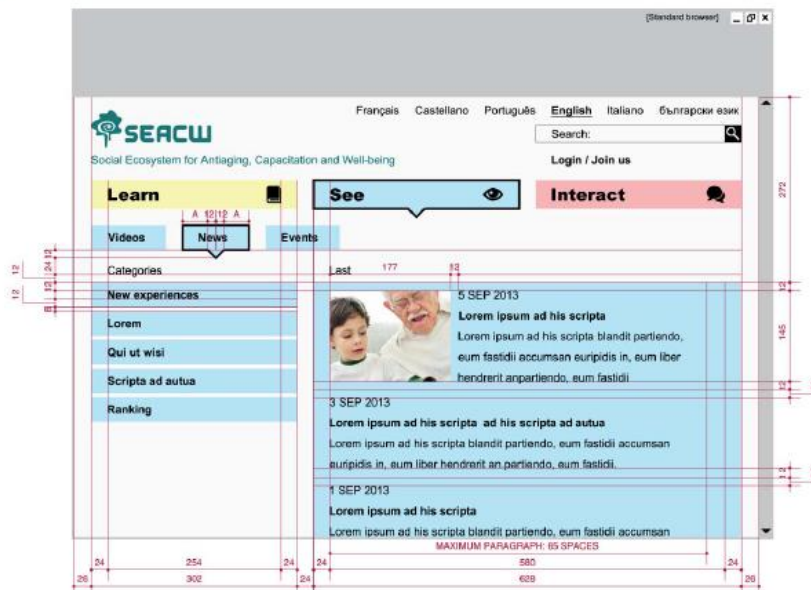 [Standard browser]
Français Castellano Português English Italiano български език
SEACW
Search:
Social Ecosystem for Antiaging, Capacitation and Well-being
Login / Join us
272
Learn
See
Interact
A 12 12 A
Videos
News
Events
12
24
12
Categories
Last
177
12
12
12
12
New experiences
8
5 SEP 2013
Lorem ipsum ad his scripta
Lorem
Lorem ipsum ad his scripta blandit partiendo,
145
Qui ut wisi
eum fastidii accumsan euripidis in, eum liber
Scripta ad autua
hendrerit anpartiendo, eum fastidii
12
Ranking
3 SEP 2013
Lorem ipsum ad his scripta ad his scripta ad autua
Lorem ipsum ad his scripta blandit partiendo, eum fastidii accumsan
euripidis in, eum liber hendrerit an partiendo, eum fastidii.
12
1 SEP 2013
Lorem ipsum ad his scripta
Lorem ipsum ad his scripta blandit partiendo, eum fastidii accumsan
MAXIMUM PARAGRAPH: 65 SPACES
24 254 24 24 580 24
26 302 24 628 26